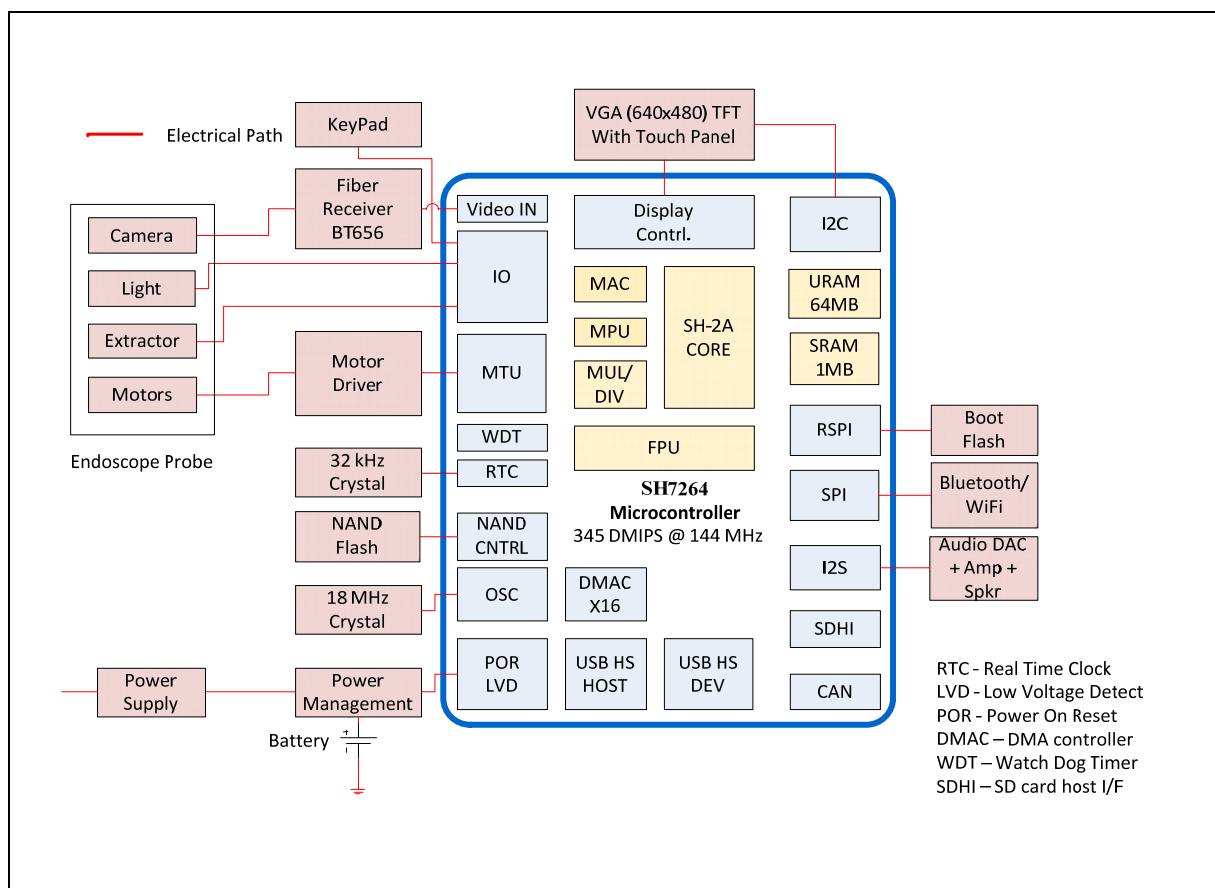 Electrical Path
KeyPad
VGA (640x480) TFT
With Touch Panel
Fiber
Receiver
BT656
Camera
Light
Extractor
Motors
Endoscope Probe
Motor
Driver
32 kHz
Crystal
NAND
Flash
18 MHz
Crystal
Power
Supply
Power
Management
Battery
+
-
Video IN
IO
MTU
WDT
RTC
NAND
CNTRL
OSC
POR
LVD
Display
Contrl.
MAC
MPU
MUL/
DIV
SH-2A
CORE
FPU
SH7264
Microcontroller
345 DMIPS @ 144 MHz
DMAC
X16
USB HS
HOST
USB HS
DEV
I2C
URAM
64MB
SRAM
1MB
RSPI
SPI
I2S
SDHI
CAN
Boot
Flash
Bluetooth/
WiFi
Audio DAC
+ Amp +
Spkr
RTC - Real Time Clock
LVD - Low Voltage Detect
POR - Power On Reset
DMAC – DMA controller
WDT – Watch Dog Timer
SDHI – SD card host I/F